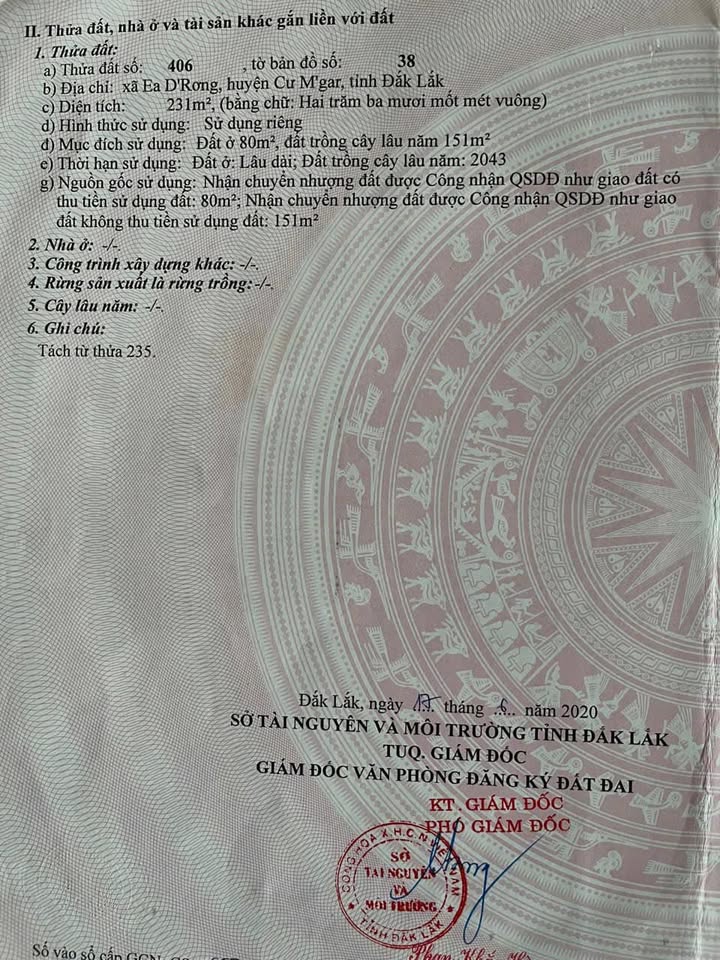 II. Thửa đất, nhà ở và tài sản khác gắn liền với đất
1. Thửa đất:
a) Thửa đất số: 406 , tờ bản đồ số: 38
b) Địa chỉ: xã Ea D'Rơng, huyện Cư M'gar, tỉnh Đắk Lắk
c) Diện tích: 231m², (bằng chữ: Hai trăm ba mươi mốt mét vuông)
d) Hình thức sử dụng: Sử dụng riêng
đ) Mục đích sử dụng: Đất ở 80m², đất trồng cây lâu năm 151m²
e) Thời hạn sử dụng: Đất ở: Lâu dài; Đất trồng cây lâu năm: 2043
g) Nguồn gốc sử dụng: Nhận chuyển nhượng đất được Công nhận QSDĐ như giao đất có
thu tiền sử dụng đất: 80m²; Nhận chuyển nhượng đất được Công nhận QSDĐ như giao
đất không thu tiền sử dụng đất: 151m²
2. Nhà ở: -/-.
3. Công trình xây dựng khác: -/-.
4. Rừng sản xuất là rừng trồng: -/-.
5. Cây lâu năm: -/-.
6. Ghi chú:
Tách từ thửa 235.
Đắk Lắk, ngày 17 tháng 6 năm 2020
SỞ TÀI NGUYÊN VÀ MÔI TRƯỜNG TỈNH ĐẮK LẮK
TUQ. GIÁM ĐỐC
GIÁM ĐỐC VĂN PHÒNG ĐĂNG KÝ ĐẤT ĐAI
KT. GIÁM ĐỐC
PHÓ GIÁM ĐỐC
CỘNG HÒA X.H.C.N VIỆT NAM
SỞ
TÀI NGUYÊN
VÀ
MÔI TRƯỜNG
TỈNH ĐẮK LẮK
Số vào sổ cấp GCN: